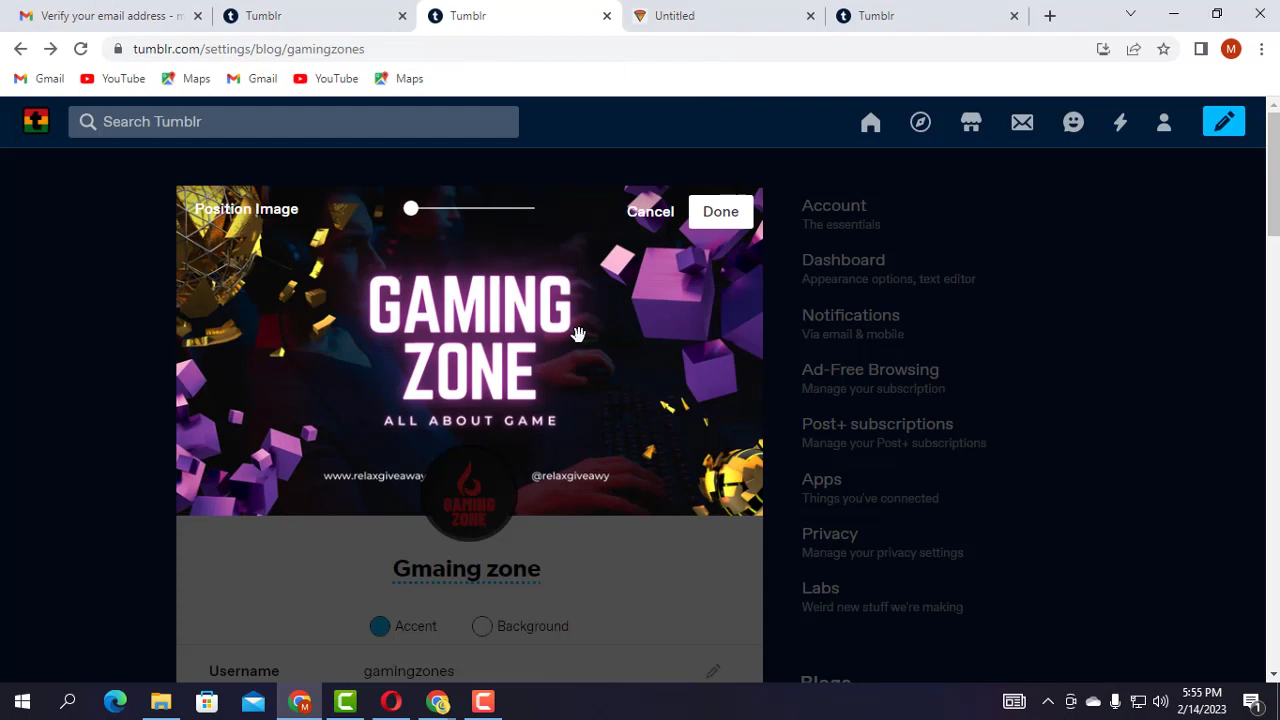 Verify your email address - m
Tumblr
Tumblr
Untitled
Tumblr
tumblr.com/settings/blog/gamingzones
M
Gmail
YouTube
Maps
Gmail
YouTube
Maps
t
Search Tumblr
Position Image
Cancel
Done
GAMING
ZONE
ALL ABOUT GAME
www.relaxgiveaway
@relaxgiveawy
GAMING
ZONE
Gmaing zone
Accent
Background
Username
gamingzones
Account
The essentials
Dashboard
Appearance options, text editor
Notifications
Via email & mobile
Ad-Free Browsing
Manage your subscription
Post+ subscriptions
Manage your Post+ subscriptions
Apps
Things you've connected
Privacy
Manage your privacy settings
Labs
Weird new stuff we're making
Blogs
5:55 PM
2/14/2023
1